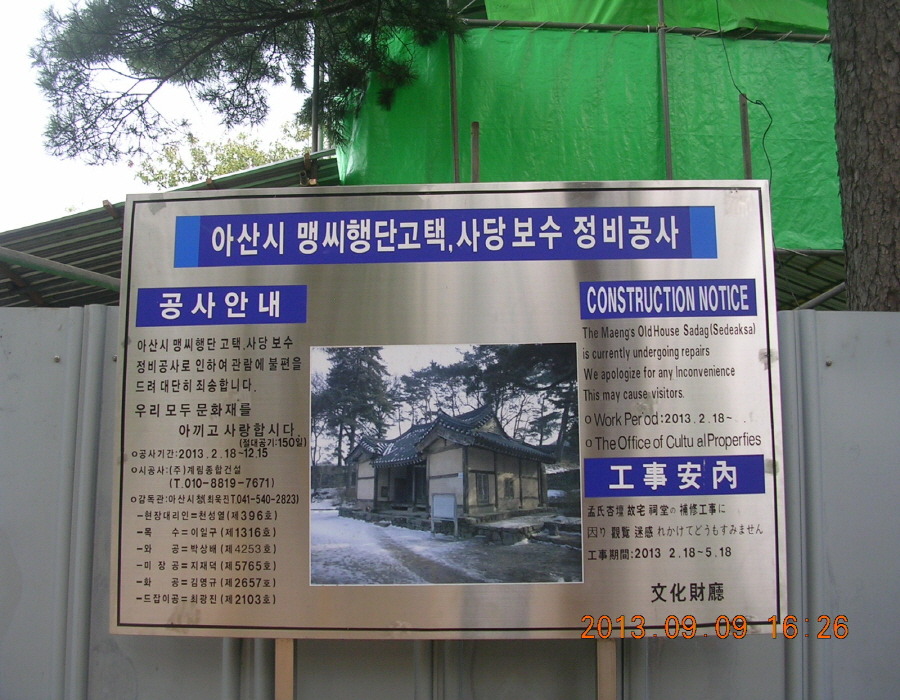 아산시 맹씨행단고택,사당보수 정비공사
공사안내
아산시 맹씨행단 고택.사당 보수
정비공사로 인하여 관람에 불편을
드려 대단히 죄송합니다.
우리 모두 문화재를
아끼고 사랑합시다.
(절대공기:150일)
o공사기간:2013.2.18~12.15
o시공사:(주)계림종합건설
(T.010-8819-7671)
o감독관:아산시청(최욱진T041-540-2823)
-현장대리인=천성열(제396호)
-목 수=이일구(제1316호)
-와 공=박상배(제4253호)
-미 장 공=지재덕(제5765호)
-화 공=김명규(제2657호)
-드잡이공=최광진(제2103호)
CONSTRUCTION NOTICE
The Maeng's Old House Sadag(Sedeaksa)
is currently undergoing repairs
We apologize for any Inconvenience
This may cause visitors.
o Work Per od:2013.2.18~.
o The Office of Cultu el Properfies
工事安內
孟氏杏壇 故宅 祠堂の 補修工事に
因り 觀覧 迷惑 れかけてどうもすみません
工事期間:2013 2.18~5.18
文化財廳
2013.09.09 16:26